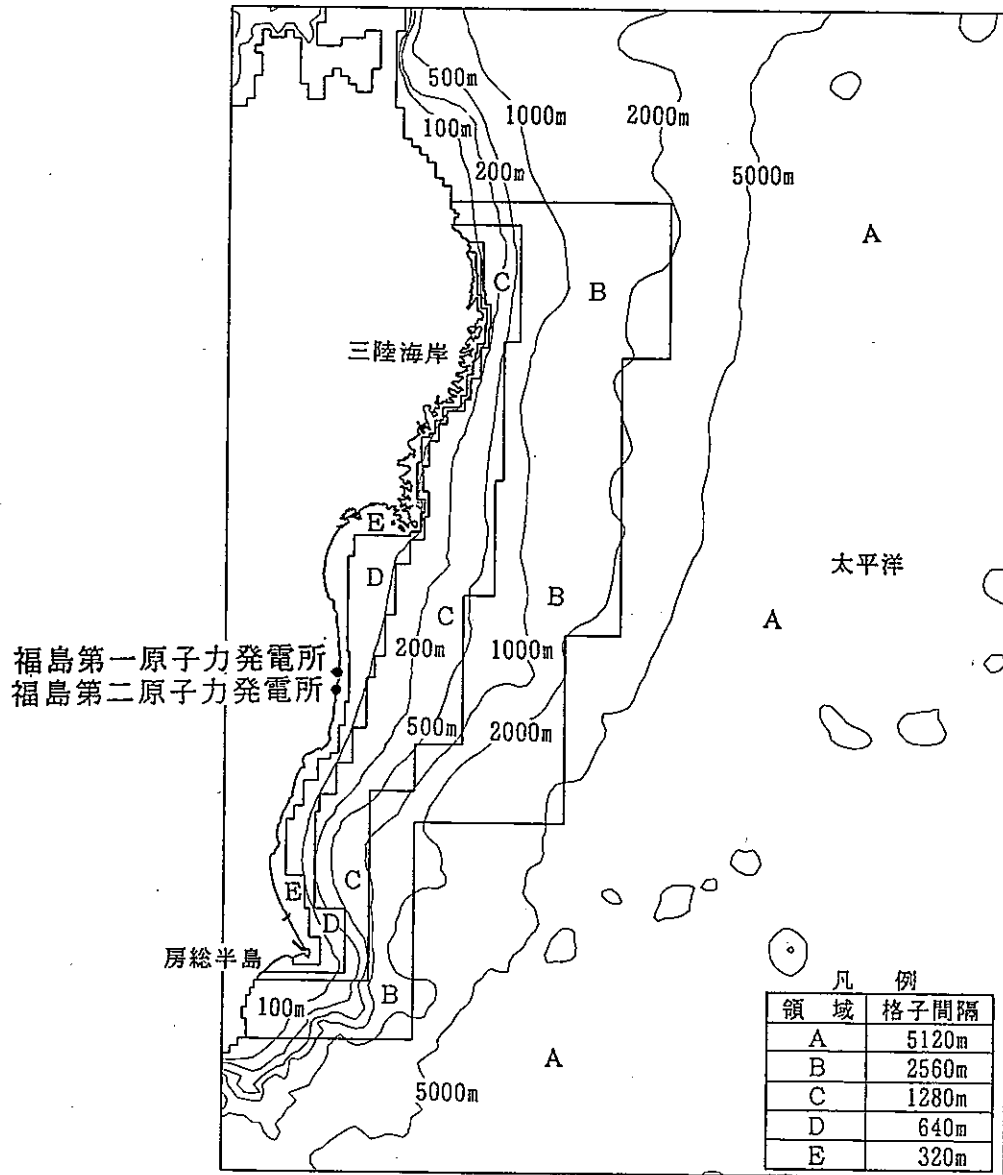 500m
1000m
2000m
100m
200m
5000m
A
C
B
三陸海岸
E
D
太平洋
C
B
A
福島第一原子力発電所
200m
1000m
福島第二原子力発電所
500m
2000m
C
E
D
房総半島
B
100m
A
5000m
凡 例
領 域 格子間隔
A 5120m
B 2560m
C 1280m
D 640m
E 320m